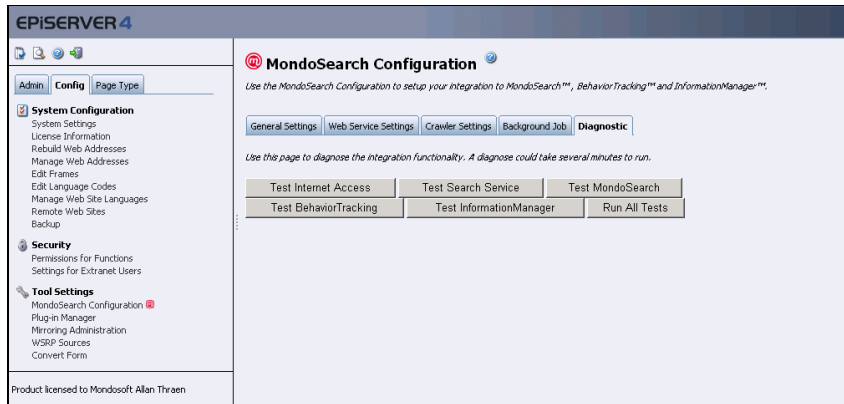 EPiSERVER 4
Admin Config Page Type
System Configuration
System Settings
License Information
Rebuild Web Addresses
Manage Web Addresses
Edit Frames
Edit Language Codes
Manage Web Site Languages
Remote Web Sites
Backup
Security
Permissions for Functions
Settings for Extranet Users
Tool Settings
MondoSearch Configuration
Plug-in Manager
Mirroring Administration
WSRP Sources
Convert Form
Product licensed to Mondosoft Allan Thraen
MondoSearch Configuration
Use the MondoSearch Configuration to setup your integration to MondoSearch™, BehaviorTracking™ and InformationManager™.
General Settings Web Service Settings Crawler Settings Background Job Diagnostic
Use this page to diagnose the integration functionality. A diagnose could take several minutes to run.
Test Internet Access Test Search Service Test MondoSearch
Test BehaviorTracking Test InformationManager Run All Tests